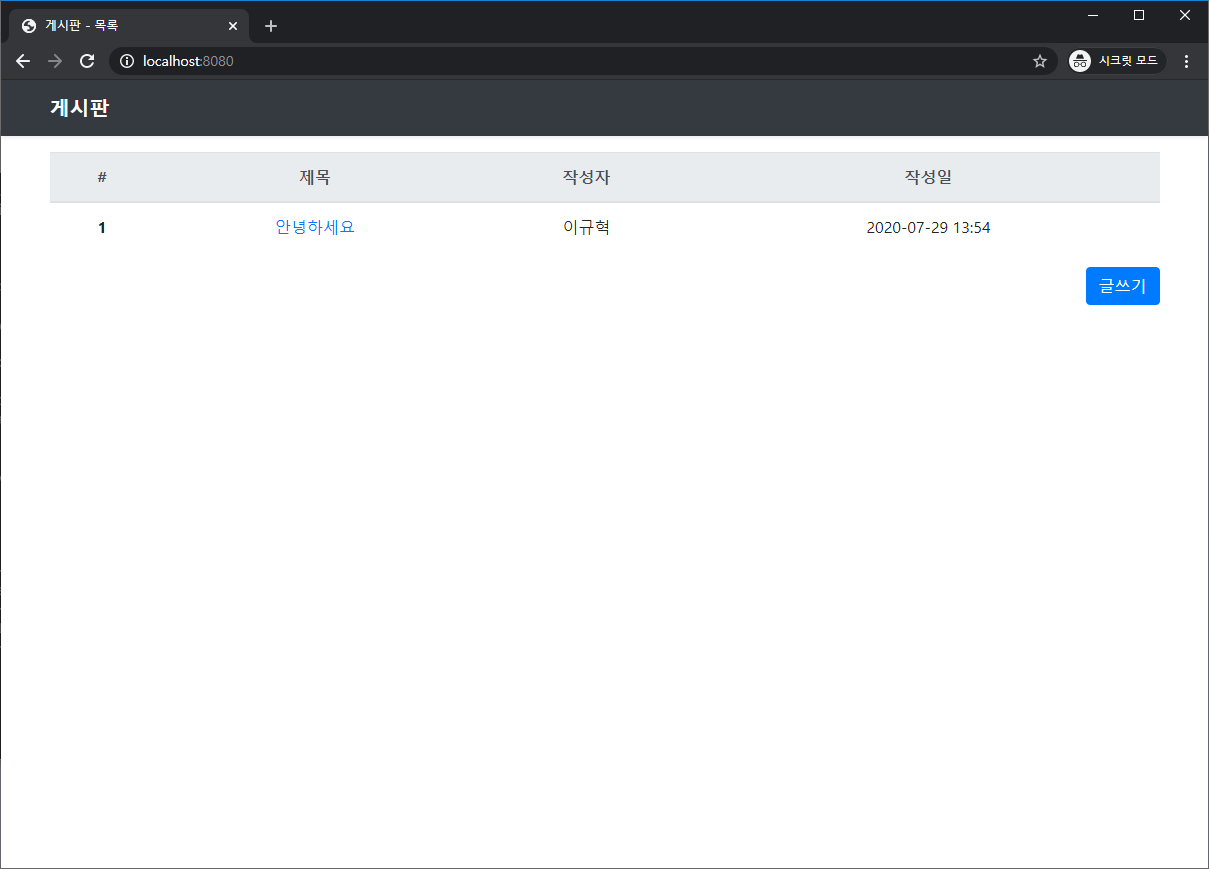 게시판 - 목록
localhost:8080
시크릿 모드
게시판
# 제목 작성자 작성일
1 안녕하세요 이규혁 2020-07-29 13:54
글쓰기